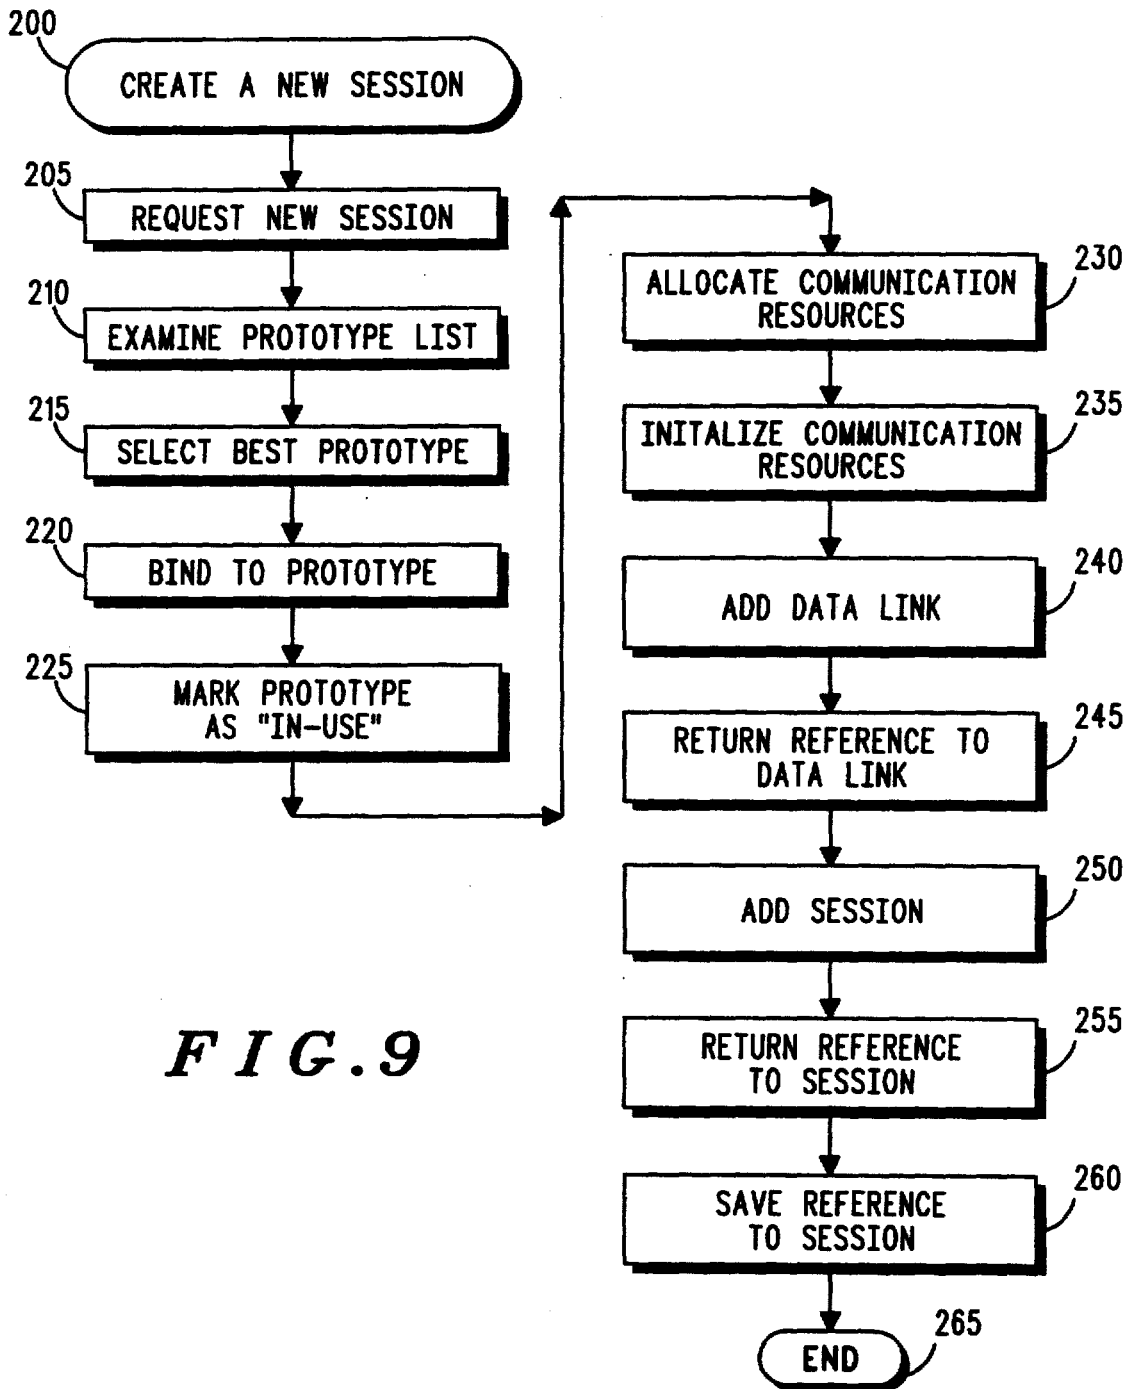 200
CREATE A NEW SESSION
205
REQUEST NEW SESSION
210
EXAMINE PROTOTYPE LIST
215
SELECT BEST PROTOTYPE
220
BIND TO PROTOTYPE
225
MARK PROTOTYPE
AS "IN-USE"
230
ALLOCATE COMMUNICATION
RESOURCES
235
INITALIZE COMMUNICATION
RESOURCES
240
ADD DATA LINK
245
RETURN REFERENCE TO
DATA LINK
250
ADD SESSION
255
RETURN REFERENCE
TO SESSION
260
SAVE REFERENCE
TO SESSION
265
END
FIG.9